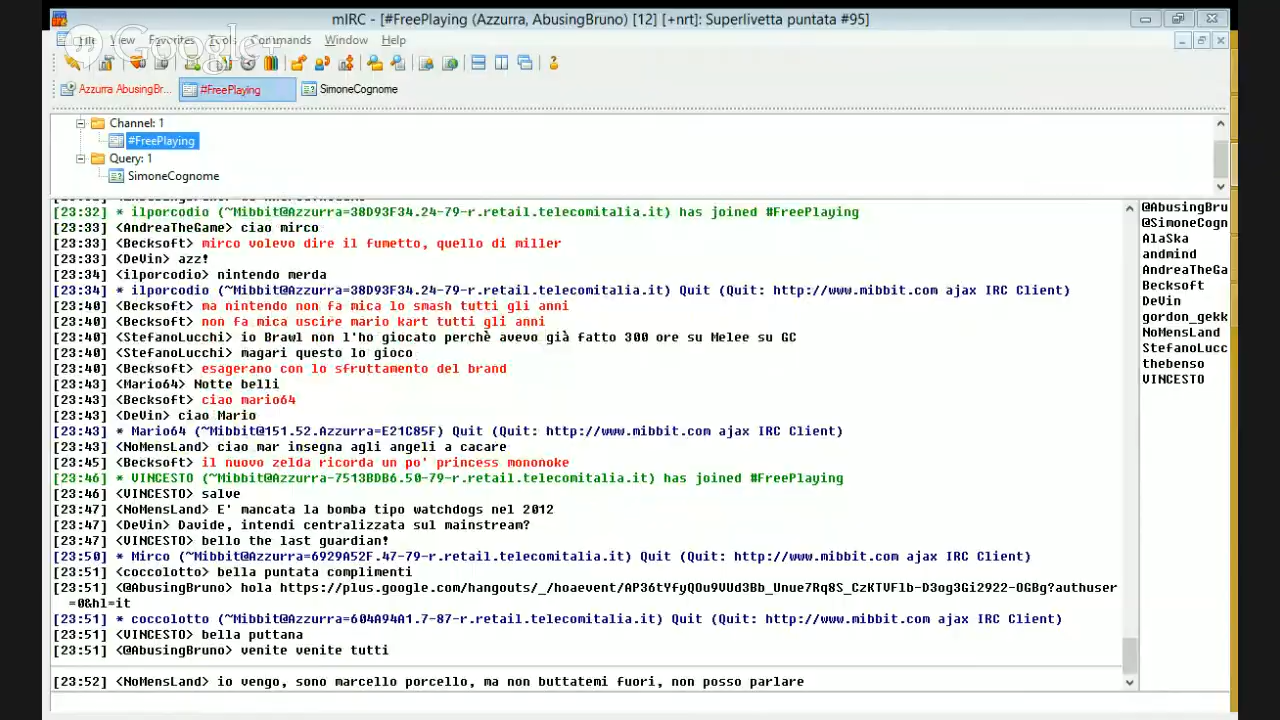 mIRC - [#FreePlaying (Azzurra, AbusingBruno) [12] [+nrt]: Superlivetta puntata #95]
File View Favorites Tools Commands Window Help
Google+
Azzurra AbusingBr... #FreePlaying SimoneCognome
Channel: 1
#FreePlaying
Query: 1
SimoneCognome
[23:32] * ilporcodio (~Mibbit@Azzurra=38D93F34.24-79-r.retail.telecomitalia.it) has joined #FreePlaying
[23:33] <AndreaTheGame> ciao mirco
[23:33] <Becksoft> mirco volevo dire il fumetto, quello di miller
[23:33] <DeVin> azz!
[23:34] <ilporcodio> nintendo merda
[23:34] * ilporcodio (~Mibbit@Azzurra=38D93F34.24-79-r.retail.telecomitalia.it) Quit (Quit: http://www.mibbit.com ajax IRC Client)
[23:40] <Becksoft> ma nintendo non fa mica lo smash tutti gli anni
[23:40] <Becksoft> non fa mica uscire mario kart tutti gli anni
[23:40] <StefanoLucchi> io Brawl non l'ho giocato perchè avevo già fatto 300 ore su Melee su GC
[23:40] <StefanoLucchi> magari questo lo gioco
[23:40] <Becksoft> esagerano con lo sfruttamento del brand
[23:43] <Mario64> Notte belli
[23:43] <Becksoft> ciao mario64
[23:43] <DeVin> ciao Mario
[23:43] * Mario64 (~Mibbit@151.52.Azzurra=E21C85F) Quit (Quit: http://www.mibbit.com ajax IRC Client)
[23:43] <NoMensLand> ciao mar insegna agli angeli a cacare
[23:45] <Becksoft> il nuovo zelda ricorda un po' princess mononoke
[23:46] * VINCESTO (~Mibbit@Azzurra-7513BDB6.50-79-r.retail.telecomitalia.it) has joined #FreePlaying
[23:46] <VINCESTO> salve
[23:47] <NoMensLand> E' mancata la bomba tipo watchdogs nel 2012
[23:47] <DeVin> Davide, intendi centralizzata sul mainstream?
[23:47] <VINCESTO> bello the last guardian!
[23:50] * Mirco (~Mibbit@Azzurra=6929A52F.47-79-r.retail.telecomitalia.it) Quit (Quit: http://www.mibbit.com ajax IRC Client)
[23:51] <coccolotto> bella puntata complimenti
[23:51] <@AbusingBruno> hola https://plus.google.com/hangouts/_/hoaevent/AP36tYfyQOu9VUd3Bb_Unue7Rq8S_CzKTVFlb-D3og3Gi2922-OGBg?authuser
=0&hl=it
[23:51] * coccolotto (~Mibbit@Azzurra=604A94A1.7-87-r.retail.telecomitalia.it) Quit (Quit: http://www.mibbit.com ajax IRC Client)
[23:51] <VINCESTO> bella puttana
[23:51] <@AbusingBruno> venite venite tutti
[23:52] <NoMensLand> io vengo, sono marcello porcello, ma non buttatemi fuori, non posso parlare
@AbusingBru
@SimoneCogn
AlaSka
andmind
AndreaTheGa
Becksoft
DeVin
gordon_gekk
NoMensLand
StefanoLucc
thebenso
VINCESTO